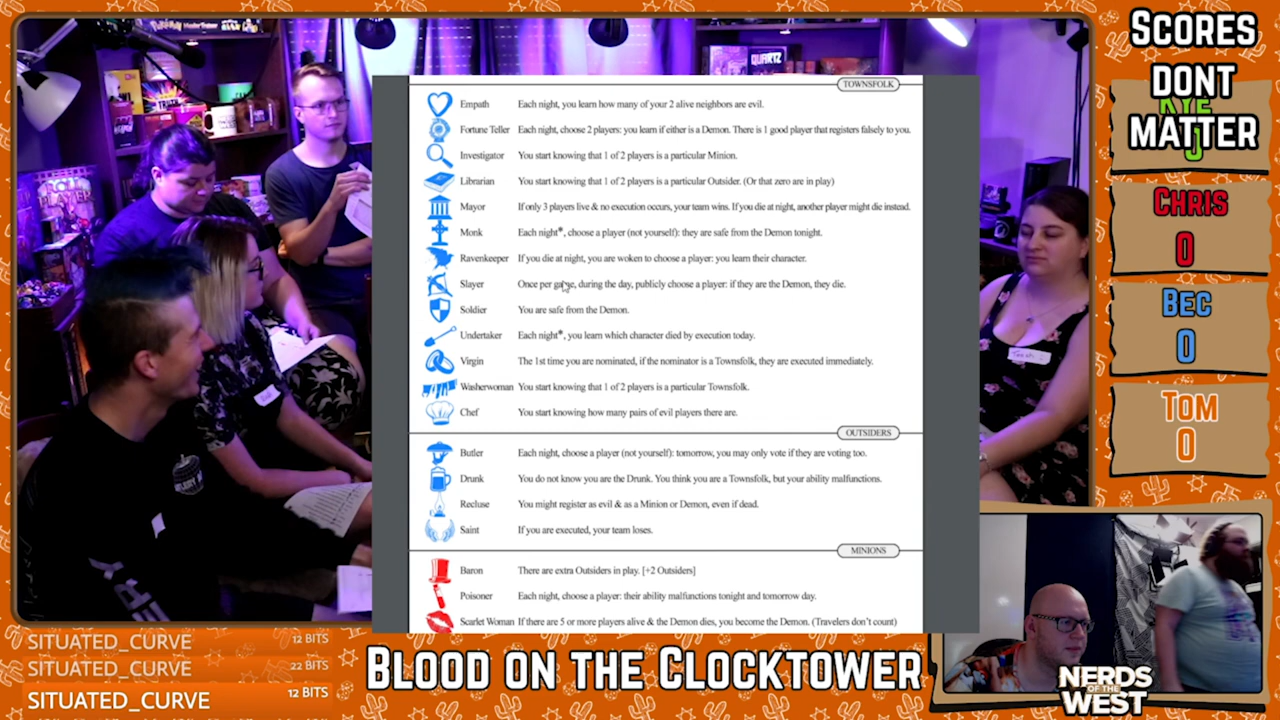 SCORES
DONT
MATTER
KYE
0
CHRIS
0
BEC
0
TOM
0
QUARTZ
TRUTH
ROLL
PLAYER
TOWNSFOLK
Empath Each night, you learn how many of your 2 alive neighbors are evil.
Fortune Teller Each night, choose 2 players: you learn if either is a Demon. There is 1 good player that registers falsely to you.
Investigator You start knowing that 1 of 2 players is a particular Minion.
Librarian You start knowing that 1 of 2 players is a particular Outsider. (Or that zero are in play)
Mayor If only 3 players live & no execution occurs, your team wins. If you die at night, another player might die instead.
Monk Each night*, choose a player (not yourself): they are safe from the Demon tonight.
Ravenkeeper If you die at night, you are woken to choose a player: you learn their character.
Slayer Once per game, during the day, publicly choose a player: if they are the Demon, they die.
Soldier You are safe from the Demon.
Undertaker Each night*, you learn which character died by execution today.
Virgin The 1st time you are nominated, if the nominator is a Townsfolk, they are executed immediately.
Washerwoman You start knowing that 1 of 2 players is a particular Townsfolk.
Chef You start knowing how many pairs of evil players there are.
OUTSIDERS
Butler Each night, choose a player (not yourself): tomorrow, you may only vote if they are voting too.
Drunk You do not know you are the Drunk. You think you are a Townsfolk, but your ability malfunctions.
Recluse You might register as evil & as a Minion or Demon, even if dead.
Saint If you are executed, your team loses.
MINIONS
Baron There are extra Outsiders in play. [+2 Outsiders]
Poisoner Each night, choose a player: their ability malfunctions tonight and tomorrow day.
Scarlet Woman If there are 5 or more players alive & the Demon dies, you become the Demon. (Travelers don't count)
SITUATED_CURVE 12 BITS
SITUATED_CURVE 22 BITS
SITUATED_CURVE 12 BITS
BLOOD ON THE CLOCKTOWER
NERDS
OF THE
WEST